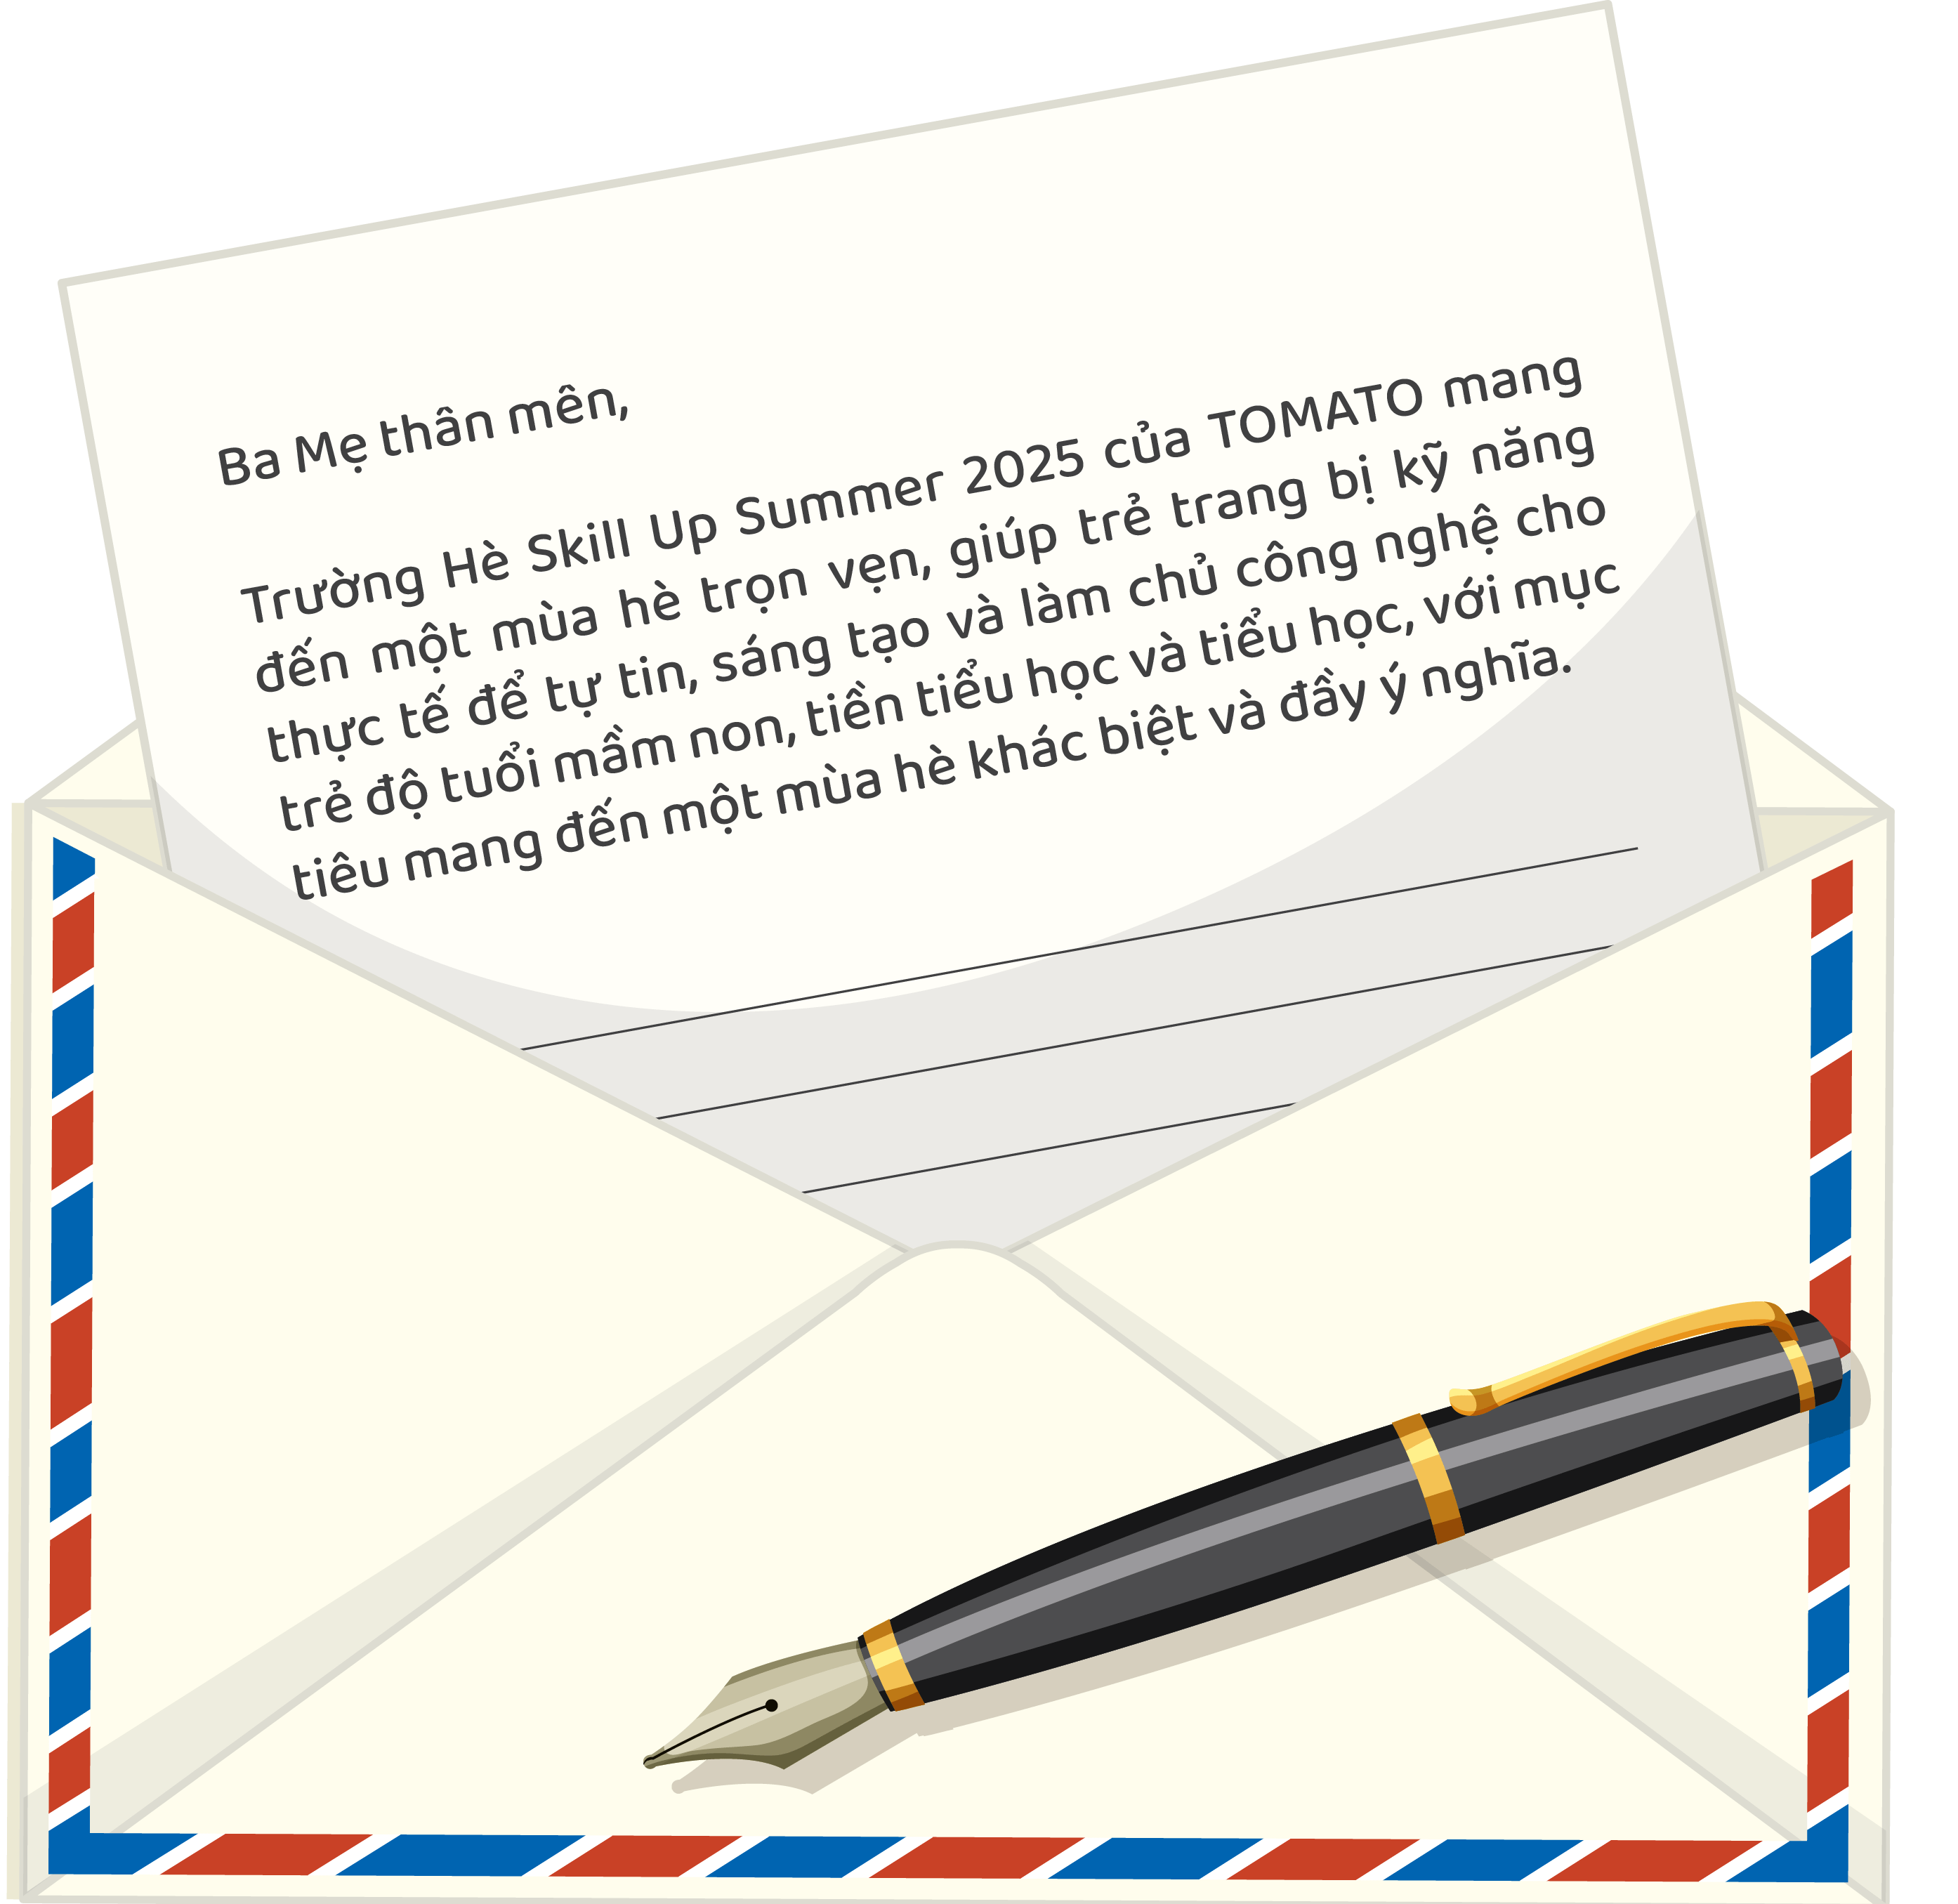 Ba Mẹ thân mên,
Trường Hè Skill Up Summer 2025 của TOMATO mang
đến một mùa hè trọn vẹn, giúp trẻ trang bị kỹ năng
thực tế để tự tin, sáng tạo và làm chủ công nghệ cho
trẻ độ tuổi mầm non, tiền tiểu học và tiểu học, với mục
tiêu mang đến một mùa hè khác biệt và đầy ý nghĩa.